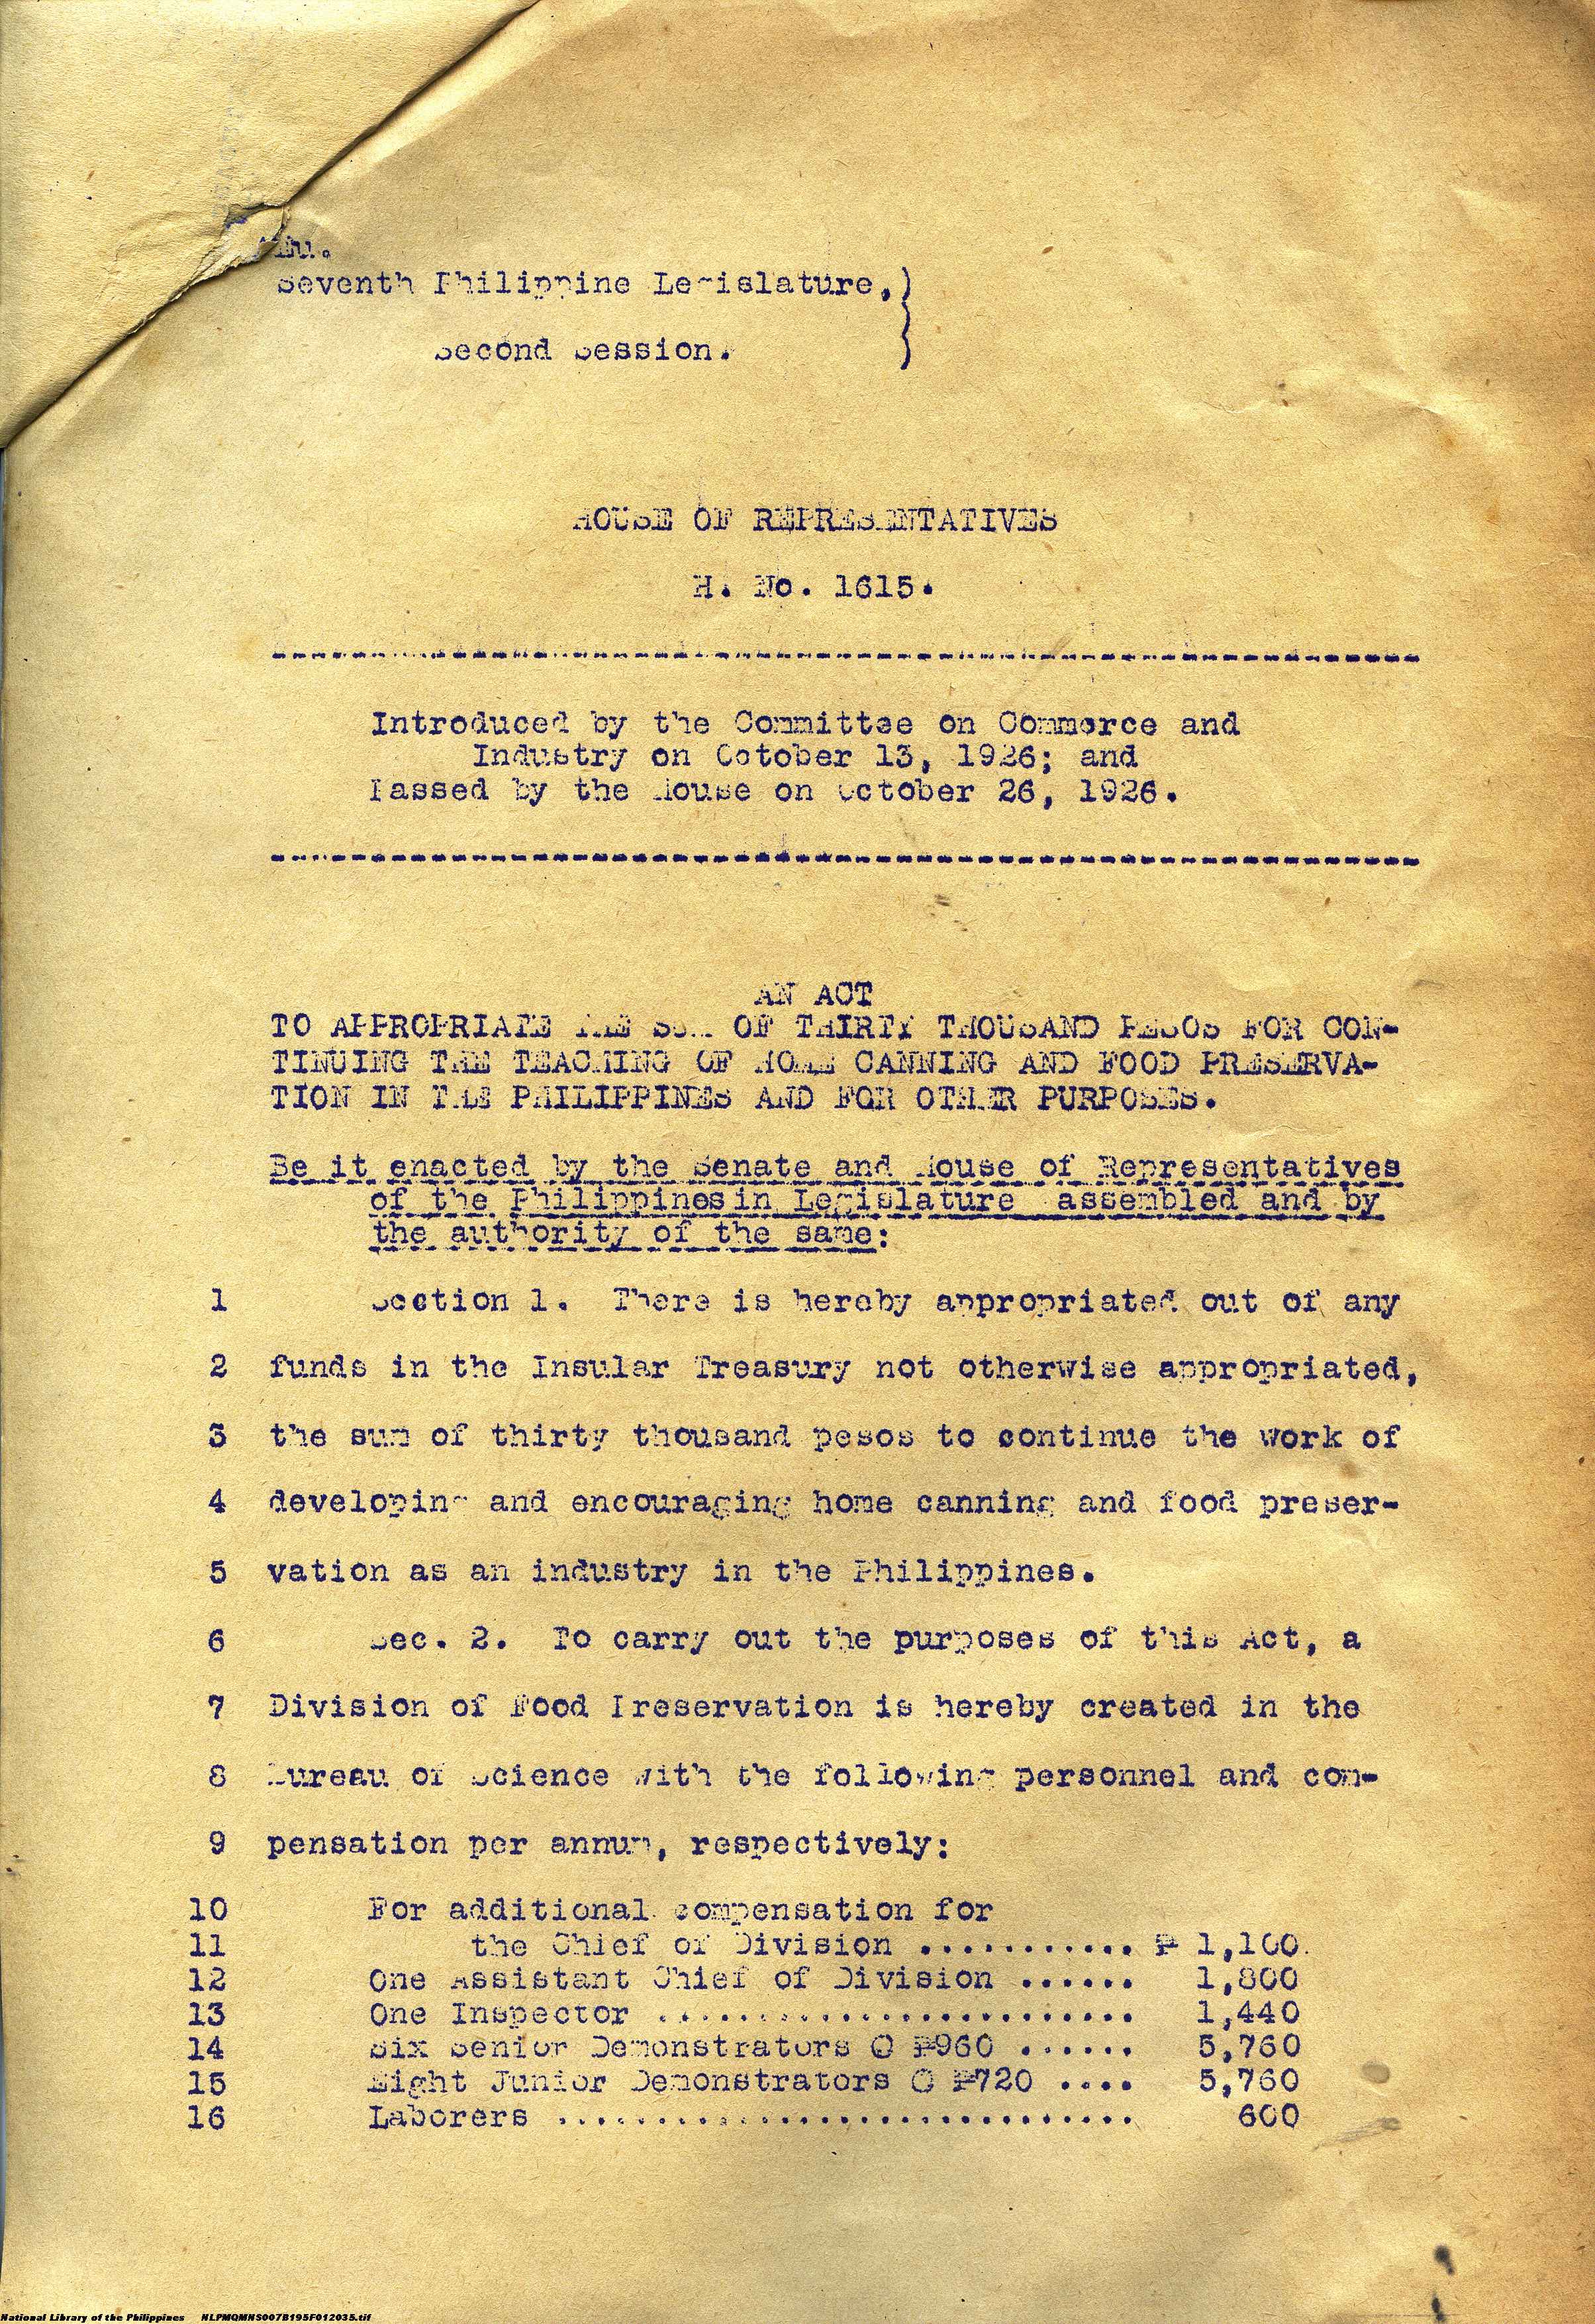 Seventh Philippine Legislature,
Second Session.
HOUSE OF REPRESENTATIVES
H. No. 1615.
Introduced by the Committee on Commerce and
Industry on October 13, 1926; and
Passed by the House on October 26, 1926.
AN ACT
TO APPROPRIATE THE SUM OF THIRTY THOUSAND PESOS FOR CON-
TINUING THE TEACHING OF HOME CANNING AND FOOD PRESERVA-
TION IN THE PHILIPPINES AND FOR OTHER PURPOSES.
Be it enacted by the Senate and House of Representatives
of the Philippines in Legislature assembled and by
the authority of the same:
1 Section 1. There is hereby appropriated out of any
2 funds in the Insular Treasury not otherwise appropriated,
3 the sum of thirty thousand pesos to continue the work of
4 developing and encouraging home canning and food preser-
5 vation as an industry in the Philippines.
6 Sec. 2. To carry out the purposes of this Act, a
7 Division of Food Preservation is hereby created in the
8 Bureau of Science with the following personnel and com-
9 pensation per annum, respectively:
10 For additional compensation for
11 the Chief of Division ........... ₱ 1,100.
12 One Assistant Chief of Division ...... 1,800
13 One Inspector ........................ 1,440
14 Six Senior Demonstrators @ ₱960 ...... 5,760
15 Eight Junior Demonstrators @ ₱720 .... 5,760
16 Laborers ............................. 600
National Library of the Philippines NLPMQMNS007B195F012035.tif